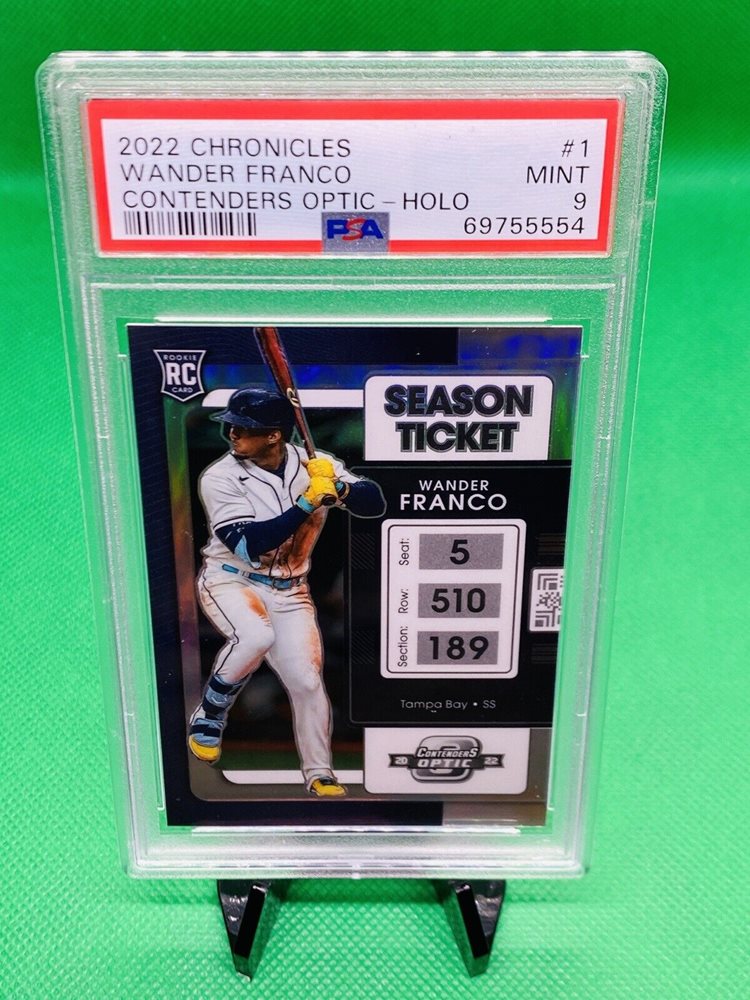 2022 CHRONICLES #1
WANDER FRANCO MINT
CONTENDERS OPTIC – HOLO 9
PSA 69755554
ROOKIE
RC
CARD
SEASON
TICKET
WANDER
FRANCO
Seat: 5
Row: 510
Section: 189
Tampa Bay • SS
CONTENDERS
20 OPTIC 22